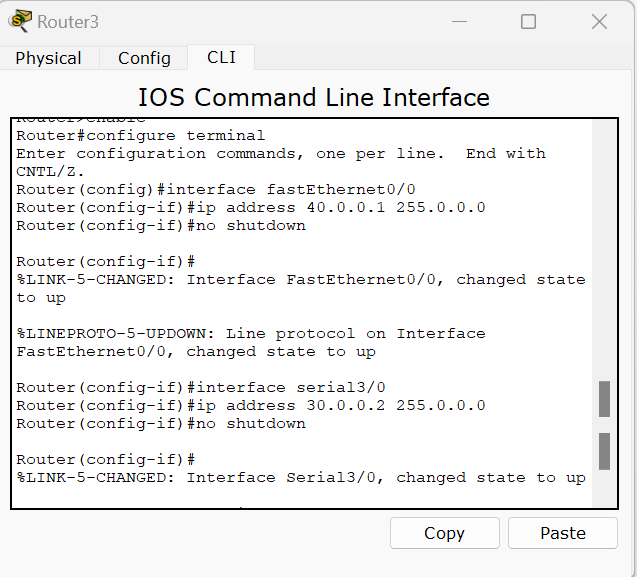 Router3
Physical Config CLI
IOS Command Line Interface
Router>enable
Router#configure terminal
Enter configuration commands, one per line.  End with
CNTL/Z.
Router(config)#interface fastEthernet0/0
Router(config-if)#ip address 40.0.0.1 255.0.0.0
Router(config-if)#no shutdown
Router(config-if)#
%LINK-5-CHANGED: Interface FastEthernet0/0, changed state
to up
%LINEPROTO-5-UPDOWN: Line protocol on Interface
FastEthernet0/0, changed state to up
Router(config-if)#interface serial3/0
Router(config-if)#ip address 30.0.0.2 255.0.0.0
Router(config-if)#no shutdown
Router(config-if)#
%LINK-5-CHANGED: Interface Serial3/0, changed state to up
Copy Paste